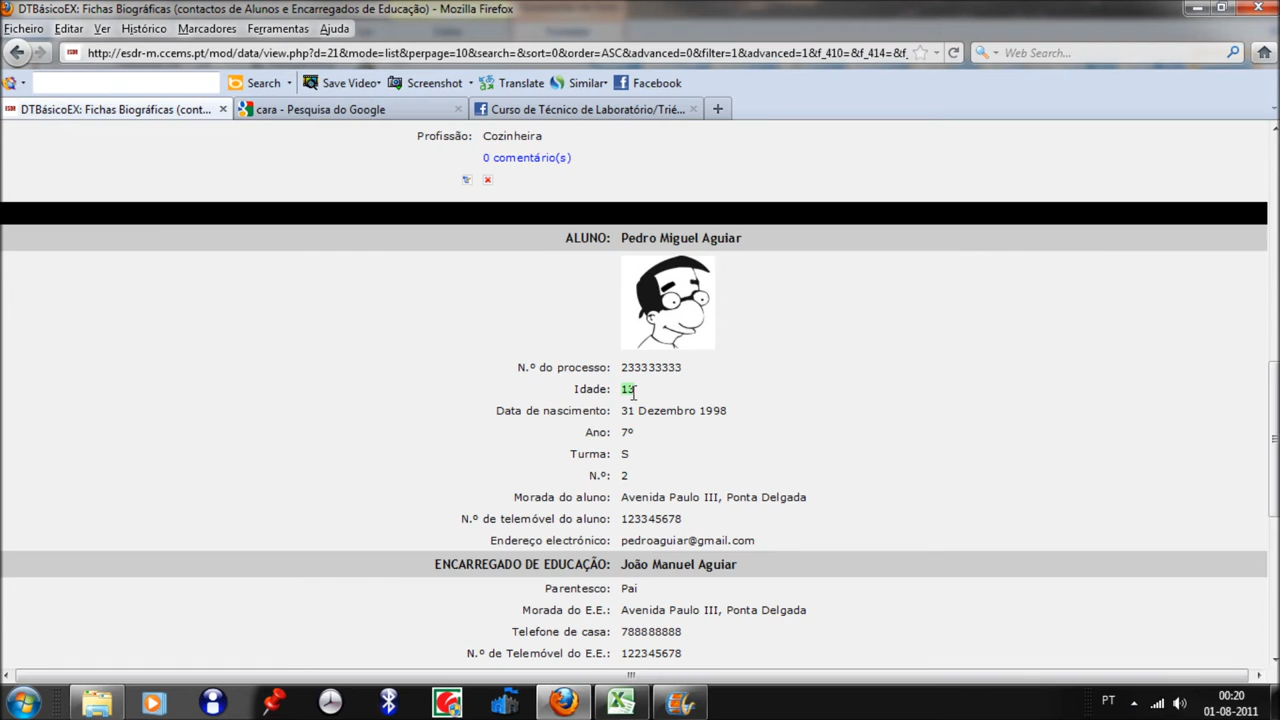 DTBásicoEX: Fichas Biográficas (contactos de Alunos e Encarregados de Educação) - Mozilla Firefox
Ficheiro Editar Ver Histórico Marcadores Ferramentas Ajuda
http://esdr-m.ccems.pt/mod/data/view.php?d=21&mode=list&perpage=10&search=&sort=0&order=ASC&advanced=0&filter=1&advanced=1&f_410=&f_414=&f_ Web Search...
Search Save Video Screenshot Translate Similar Facebook
DTBásicoEX: Fichas Biográficas (cont... cara - Pesquisa do Google Curso de Técnico de Laboratório/Trié...
Profissão: Cozinheira
0 comentário(s)
ALUNO: Pedro Miguel Aguiar
N.º do processo: 233333333
Idade: 13
Data de nascimento: 31 Dezembro 1998
Ano: 7º
Turma: S
N.º: 2
Morada do aluno: Avenida Paulo III, Ponta Delgada
N.º de telemóvel do aluno: 123345678
Endereço electrónico: pedroaguiar@gmail.com
ENCARREGADO DE EDUCAÇÃO: João Manuel Aguiar
Parentesco: Pai
Morada do E.E.: Avenida Paulo III, Ponta Delgada
Telefone de casa: 788888888
N.º de Telemóvel do E.E.: 122345678
PT 00:20
01-08-2011